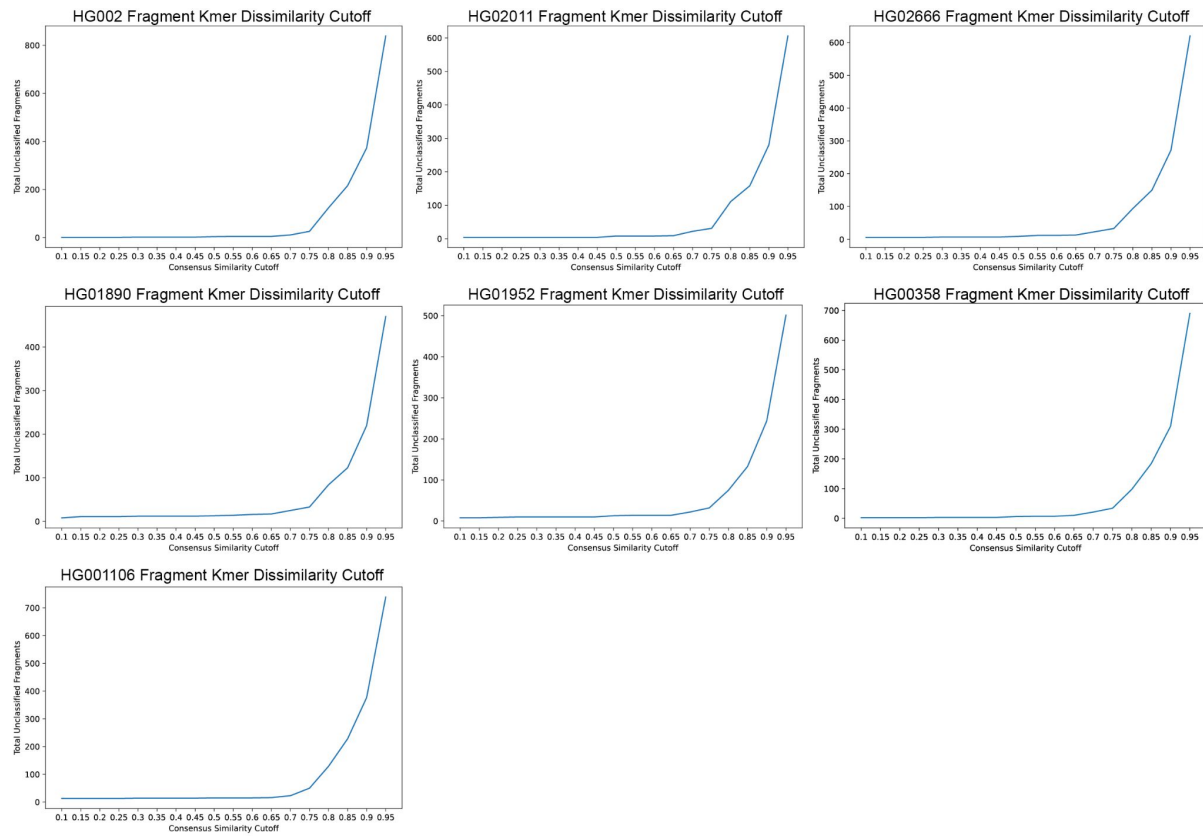 HG002 Fragment Kmer Dissimilarity Cutoff
Total Unclassified Fragments
800
600
400
200
0
0.1 0.15 0.2 0.25 0.3 0.35 0.4 0.45 0.5 0.55 0.6 0.65 0.7 0.75 0.8 0.85 0.9 0.95
Consensus Similarity Cutoff
HG02011 Fragment Kmer Dissimilarity Cutoff
Total Unclassified Fragments
600
500
400
300
200
100
0
0.1 0.15 0.2 0.25 0.3 0.35 0.4 0.45 0.5 0.55 0.6 0.65 0.7 0.75 0.8 0.85 0.9 0.95
Consensus Similarity Cutoff
HG02666 Fragment Kmer Dissimilarity Cutoff
Total Unclassified Fragments
600
500
400
300
200
100
0
0.1 0.15 0.2 0.25 0.3 0.35 0.4 0.45 0.5 0.55 0.6 0.65 0.7 0.75 0.8 0.85 0.9 0.95
Consensus Similarity Cutoff
HG01890 Fragment Kmer Dissimilarity Cutoff
Total Unclassified Fragments
400
300
200
100
0
0.1 0.15 0.2 0.25 0.3 0.35 0.4 0.45 0.5 0.55 0.6 0.65 0.7 0.75 0.8 0.85 0.9 0.95
Consensus Similarity Cutoff
HG01952 Fragment Kmer Dissimilarity Cutoff
Total Unclassified Fragments
500
400
300
200
100
0
0.1 0.15 0.2 0.25 0.3 0.35 0.4 0.45 0.5 0.55 0.6 0.65 0.7 0.75 0.8 0.85 0.9 0.95
Consensus Similarity Cutoff
HG00358 Fragment Kmer Dissimilarity Cutoff
Total Unclassified Fragments
700
600
500
400
300
200
100
0
0.1 0.15 0.2 0.25 0.3 0.35 0.4 0.45 0.5 0.55 0.6 0.65 0.7 0.75 0.8 0.85 0.9 0.95
Consensus Similarity Cutoff
HG001106 Fragment Kmer Dissimilarity Cutoff
Total Unclassified Fragments
700
600
500
400
300
200
100
0
0.1 0.15 0.2 0.25 0.3 0.35 0.4 0.45 0.5 0.55 0.6 0.65 0.7 0.75 0.8 0.85 0.9 0.95
Consensus Similarity Cutoff